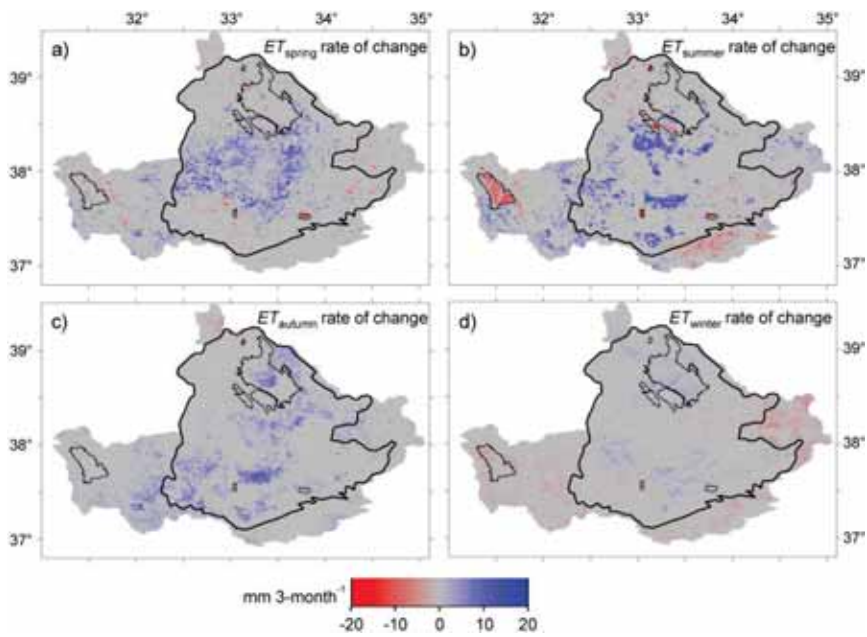 32° 33° 34° 35° 32° 33° 34° 35°
a) ETspring rate of change
b) ETsummer rate of change
39° 39°
38° 38°
37° 37°
c) ETautumn rate of change
d) ETwinter rate of change
39° 39°
38° 38°
37° 37°
mm 3-month-1
-20 -10 0 10 20